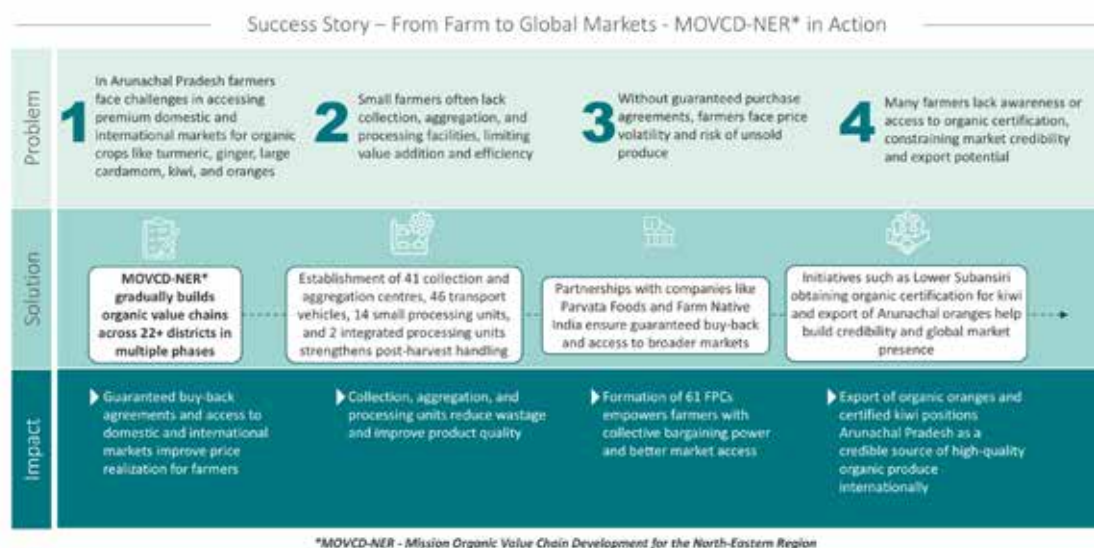 Success Story – From Farm to Global Markets - MOVCD-NER* in Action
Problem
1
In Arunachal Pradesh farmers
face challenges in accessing
premium domestic and
international markets for organic
crops like turmeric, ginger, large
cardamom, kiwi, and oranges
2
Small farmers often lack
collection, aggregation, and
processing facilities, limiting
value addition and efficiency
3
Without guaranteed purchase
agreements, farmers face price
volatility and risk of unsold
produce
4
Many farmers lack awareness or
access to organic certification,
constraining market credibility
and export potential
Solution
MOVCD-NER*
gradually builds
organic value chains
across 22+ districts in
multiple phases
Establishment of 41 collection and
aggregation centres, 46 transport
vehicles, 14 small processing units,
and 2 integrated processing units
strengthens post-harvest handling
Partnerships with companies like
Parvata Foods and Farm Native
India ensure guaranteed buy-back
and access to broader markets
Initiatives such as Lower Subansiri
obtaining organic certification for kiwi
and export of Arunachal oranges help
build credibility and global market
presence
Impact
Guaranteed buy-back
agreements and access to
domestic and international
markets improve price
realization for farmers
Collection, aggregation, and
processing units reduce wastage
and improve product quality
Formation of 61 FPCs
empowers farmers with
collective bargaining power
and better market access
Export of organic oranges and
certified kiwi positions
Arunachal Pradesh as a
credible source of high-quality
organic produce
internationally
*MOVCD-NER - Mission Organic Value Chain Development for the North-Eastern Region